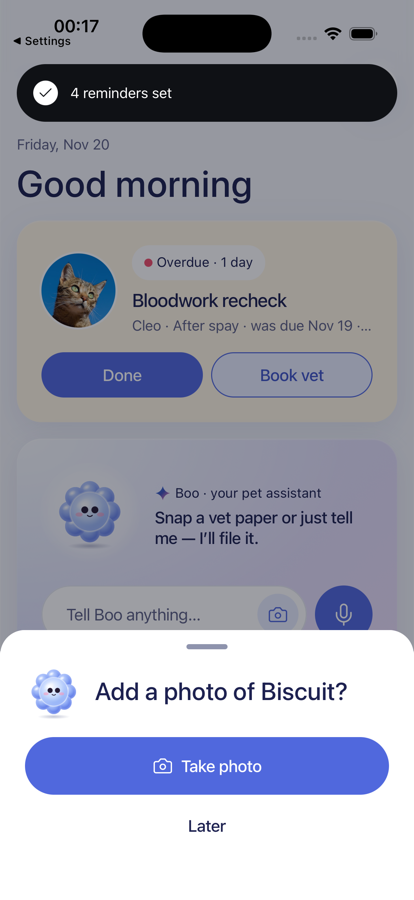 00:17
◀ Settings
4 reminders set
Friday, Nov 20
Good morning
Overdue · 1 day
Bloodwork recheck
Cleo · After spay · was due Nov 19 ·...
Done
Book vet
Boo · your pet assistant
Snap a vet paper or just tell
me — I'll file it.
Tell Boo anything...
Add a photo of Biscuit?
Take photo
Later